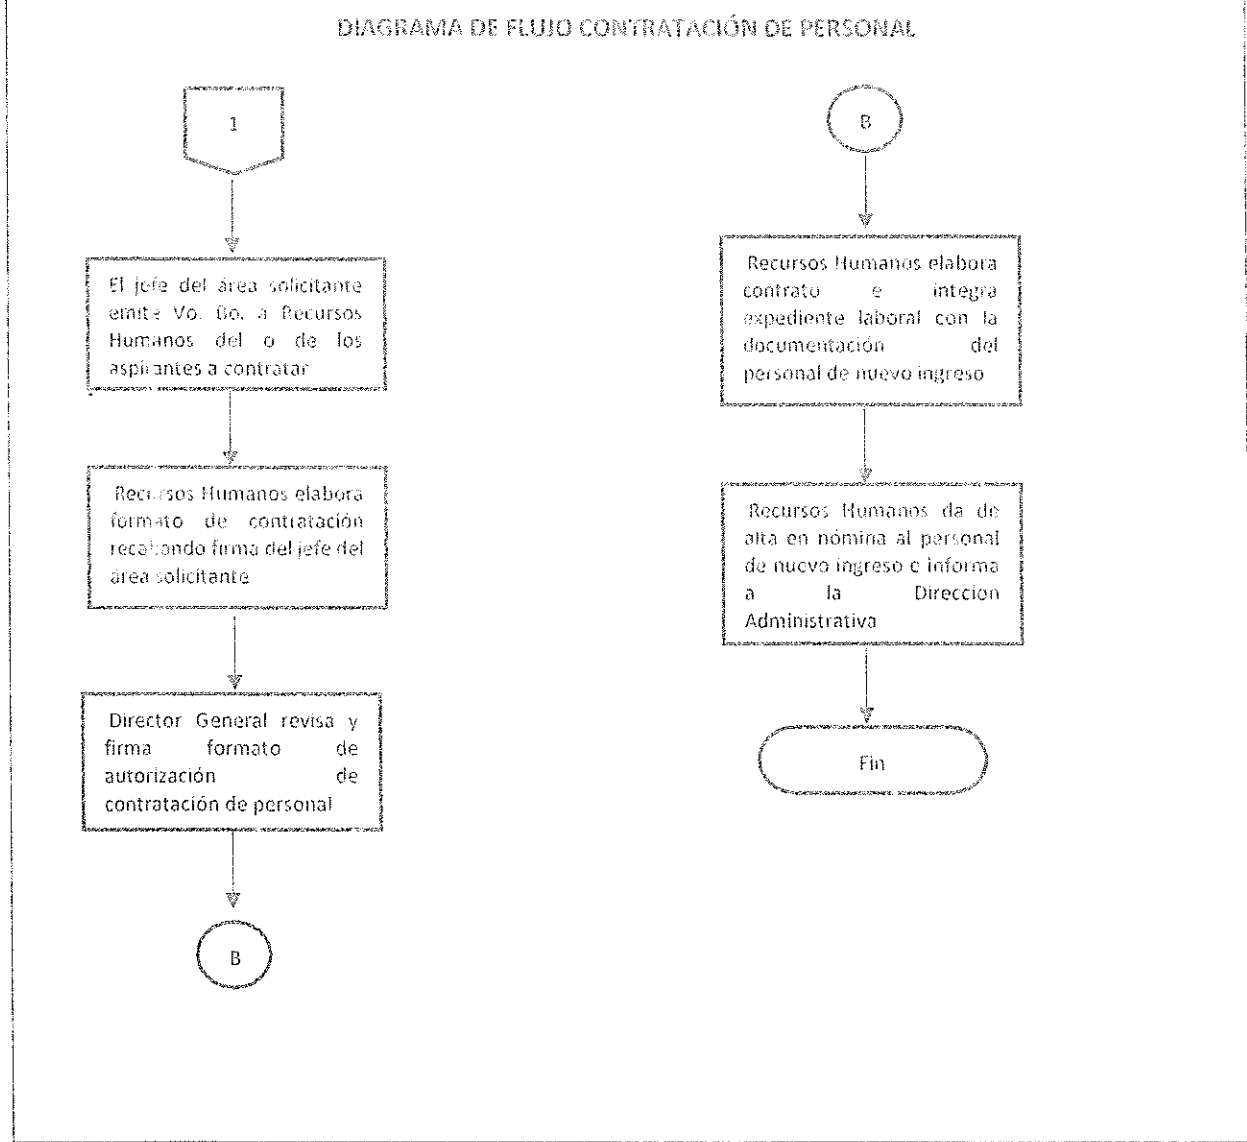 DIAGRAMA DE FLUJO CONTRATACIÓN DE PERSONAL
1
El jefe del área solicitante
emite Vo. Bo. a Recursos
Humanos del o de los
aspirantes a contratar
Recursos Humanos elabora
formato de contratación
recabando firma del jefe del
área solicitante
Director General revisa y
firma formato de
autorización de
contratación de personal
B
B
Recursos Humanos elabora
contrato e integra
expediente laboral con la
documentación del
personal de nuevo ingreso
Recursos Humanos da de
alta en nómina al personal
de nuevo ingreso e informa
a la Direccion
Administrativa
Fin